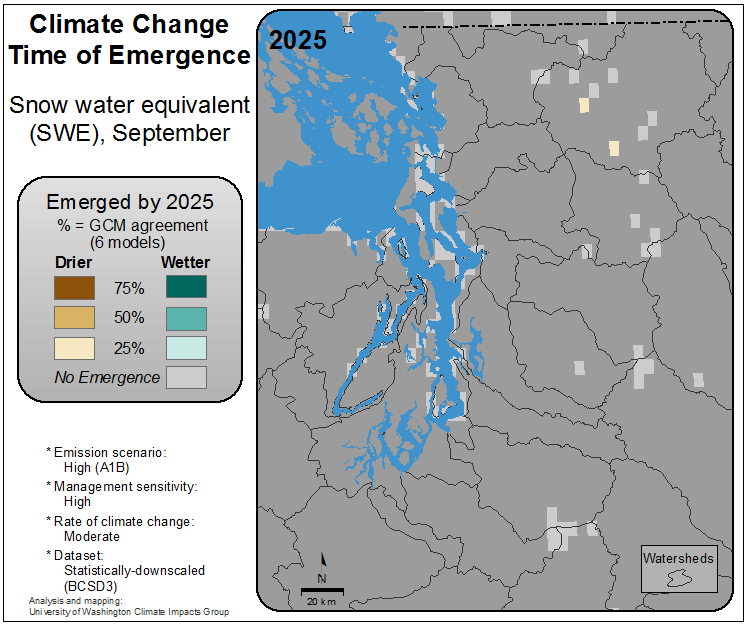 Climate Change
Time of Emergence
Snow water equivalent
(SWE), September
Emerged by 2025
% = GCM agreement
(6 models)
Drier Wetter
75%
50%
25%
No Emergence
* Emission scenario:
High (A1B)
* Management sensitivity:
High
* Rate of climate change:
Moderate
* Dataset:
Statistically-downscaled
(BCSD3)
Analysis and mapping:
University of Washington Climate Impacts Group
2025
N
20 km
Watersheds